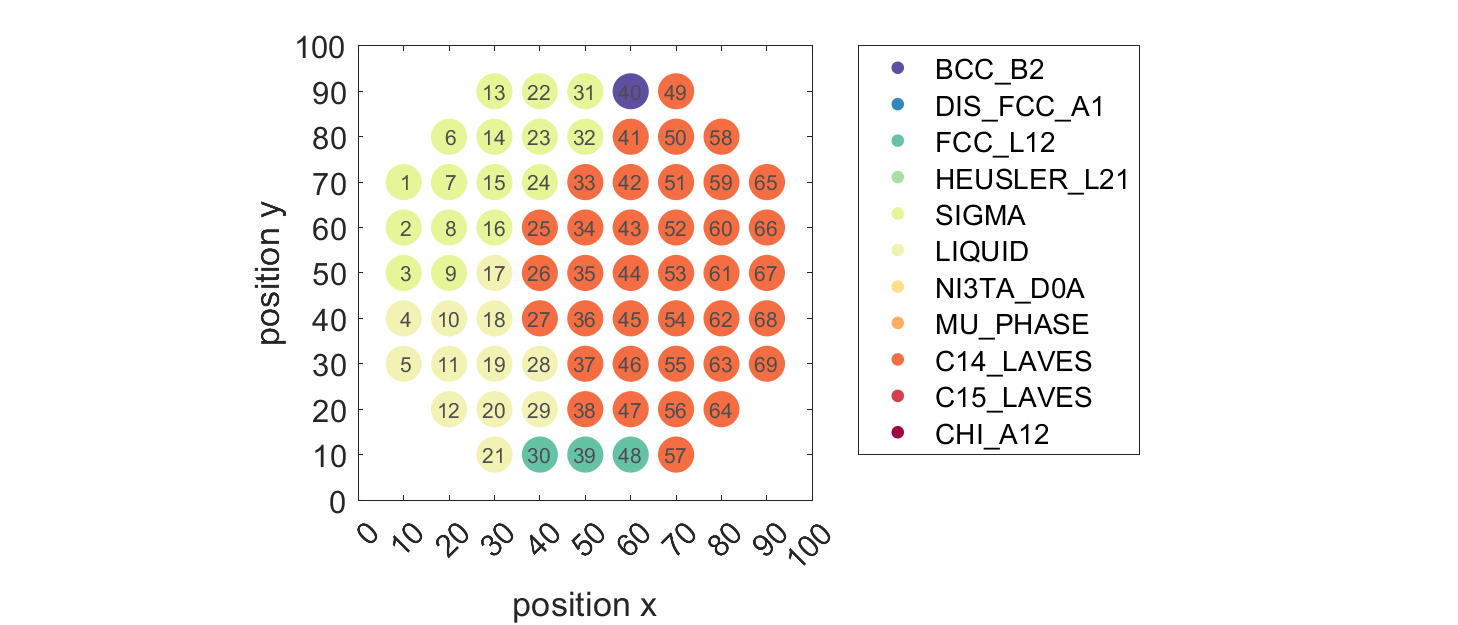 100
90 13 22 31 40 49
80 6 14 23 32 41 50 58
70 1 7 15 24 33 42 51 59 65
60 2 8 16 25 34 43 52 60 66
50 3 9 17 26 35 44 53 61 67
40 4 10 18 27 36 45 54 62 68
30 5 11 19 28 37 46 55 63 69
20 12 20 29 38 47 56 64
10 21 30 39 48 57
0
position y
0 10 20 30 40 50 60 70 80 90 100
position x
BCC_B2
DIS_FCC_A1
FCC_L12
HEUSLER_L21
SIGMA
LIQUID
NI3TA_D0A
MU_PHASE
C14_LAVES
C15_LAVES
CHI_A12